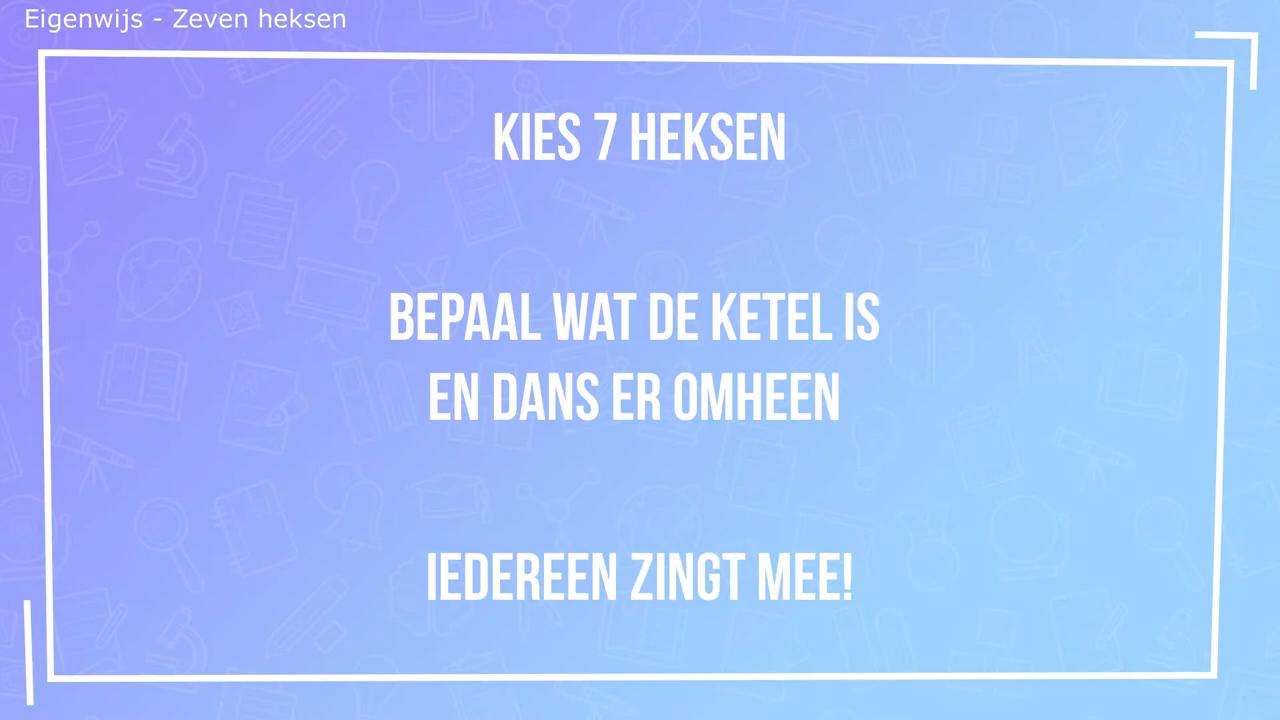 Eigenwijs - Zeven heksen
KIES 7 HEKSEN
BEPAAL WAT DE KETEL IS
EN DANS ER OMHEEN
IEDEREEN ZINGT MEE!